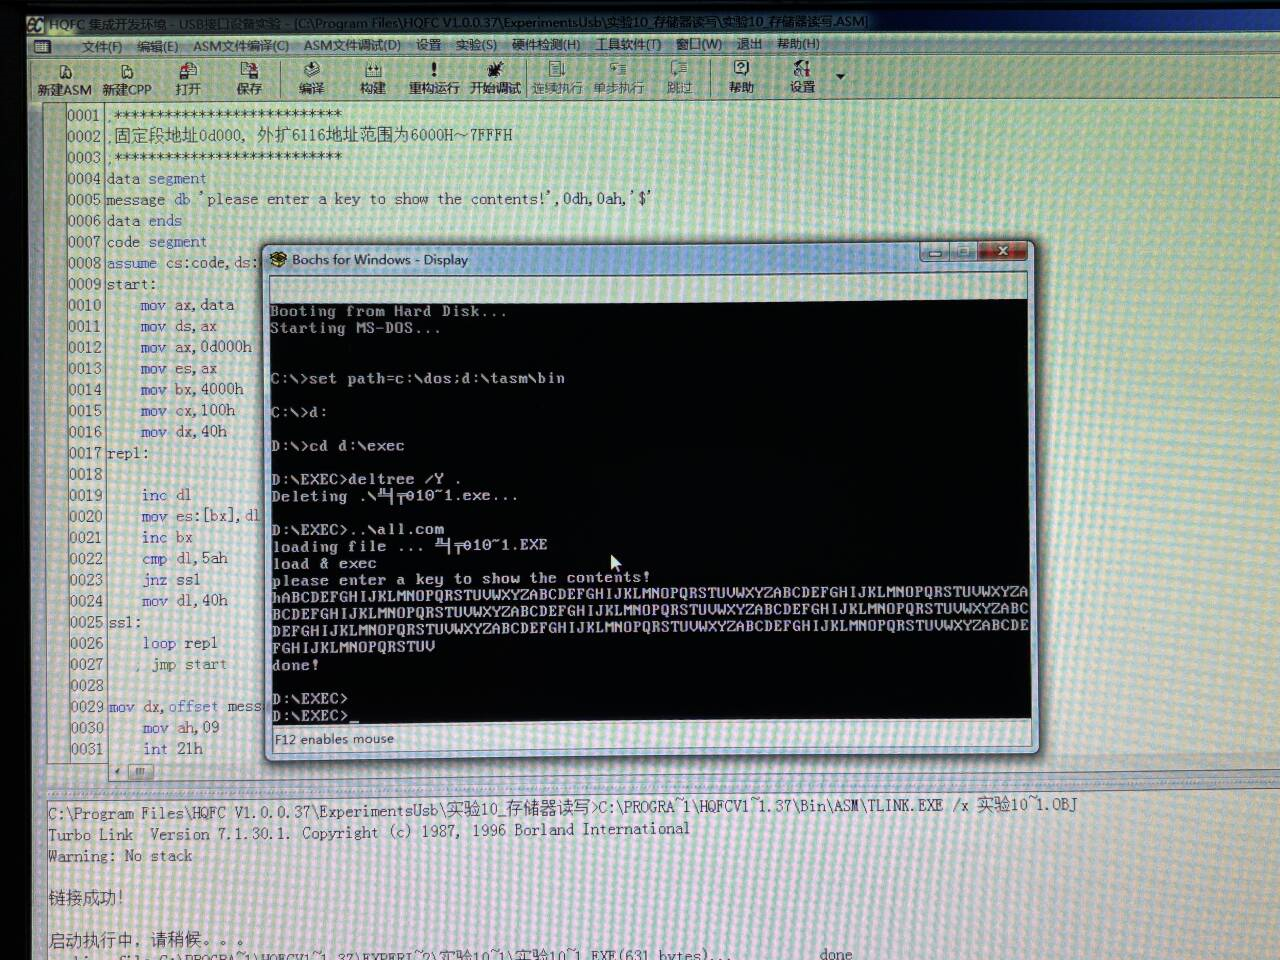 HQFC 集成开发环境 - USB接口设备实验 - [C:\Program Files\HQFC V1.0.0.37\ExperimentsUsb\实验10_存储器读写\实验10_存储器读写.ASM]
文件(F) 编辑(E) ASM文件编译(C) ASM文件调试(D) 设置 实验(S) 硬件检测(H) 工具软件(T) 窗口(W) 退出 帮助(H)
新建ASM 新建CPP 打开 保存 编译 构建 重构运行 开始调试 连续执行 单步执行 跳过 帮助 设置
0001 ;***************************
0002 ;固定段地址0d000, 外扩6116地址范围为6000H~7FFFH
0003 ;***************************
0004 data segment
0005 message db 'please enter a key to show the contents!',0dh,0ah,'$'
0006 data ends
0007 code segment
0008 assume cs:code,ds:
0009 start:
0010 mov ax,data
0011 mov ds,ax
0012 mov ax,0d000h
0013 mov es,ax
0014 mov bx,4000h
0015 mov cx,100h
0016 mov dx,40h
0017 rep1:
0018
0019 inc dl
0020 mov es:[bx],dl
0021 inc bx
0022 cmp dl,5ah
0023 jnz ss1
0024 mov dl,40h
0025 ss1:
0026 loop rep1
0027 ; jmp start
0028
0029 mov dx,offset mess
0030 mov ah,09
0031 int 21h
Bochs for Windows - Display
Booting from Hard Disk...
Starting MS-DOS...
C:\>set path=c:\dos;d:\tasm\bin
C:\>d:
D:\>cd d:\exec
D:\EXEC>deltree /Y .
Deleting .\╩╡╤θ10~1.exe...
D:\EXEC>..\all.com
loading file ... ╩╡╤θ10~1.EXE
load & exec
please enter a key to show the contents!
hABCDEFGHIJKLMNOPQRSTUVWXYZABCDEFGHIJKLMNOPQRSTUVWXYZABCDEFGHIJKLMNOPQRSTUVWXYZA
BCDEFGHIJKLMNOPQRSTUVWXYZABCDEFGHIJKLMNOPQRSTUVWXYZABCDEFGHIJKLMNOPQRSTUVWXYZABC
DEFGHIJKLMNOPQRSTUVWXYZABCDEFGHIJKLMNOPQRSTUVWXYZABCDEFGHIJKLMNOPQRSTUVWXYZABCDE
FGHIJKLMNOPQRSTUV
done!
D:\EXEC>
D:\EXEC>_
F12 enables mouse
C:\Program Files\HQFC V1.0.0.37\ExperimentsUsb\实验10_存储器读写>C:\PROGRA~1\HQFCV1~1.37\Bin\ASM\TLINK.EXE /x 实验10~1.OBJ
Turbo Link Version 7.1.30.1. Copyright (c) 1987, 1996 Borland International
Warning: No stack
链接成功!
启动执行中, 请稍候。。。
file C:\PROGRA~1\HQFCV1~1.37\EXPERI~2\实验10~1\实验10~1.EXE(631 bytes)... done